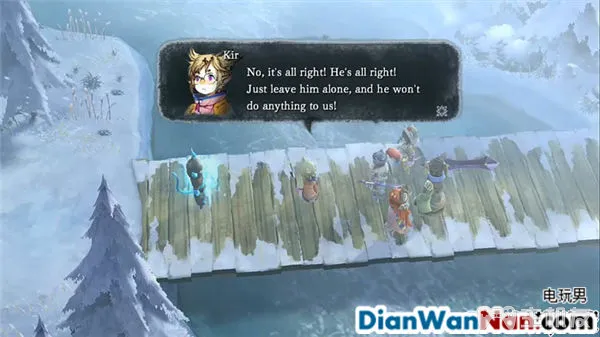 Kir
No, it's all right! He's all right!
Just leave him alone, and he won't
do anything to us!
电玩男
DianWanNan.com